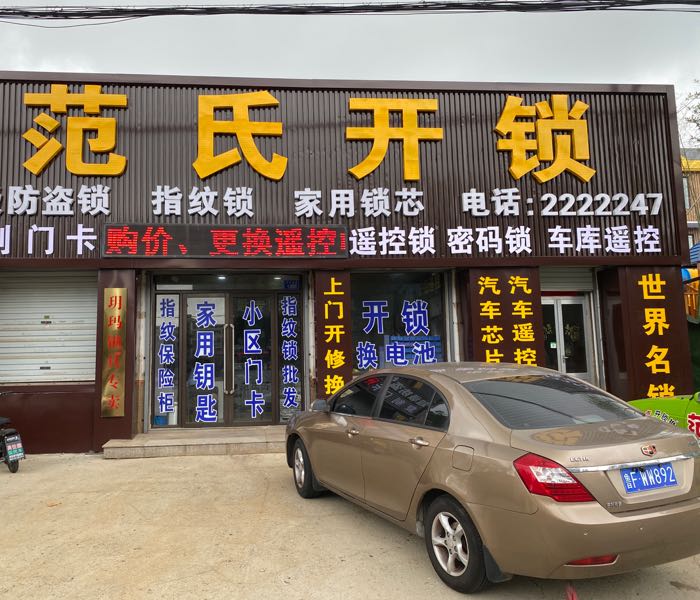 范氏开锁
防盗锁 指纹锁 家用锁芯 电话:2222247
门卡 购价、更换遥控 遥控锁 密码锁 车库遥控
指纹保险柜
家用钥匙
小区门卡
指纹锁批发
上门开修换
开锁
换电池
汽车芯片
汽车遥控
世界名锁
鲁F·WW892